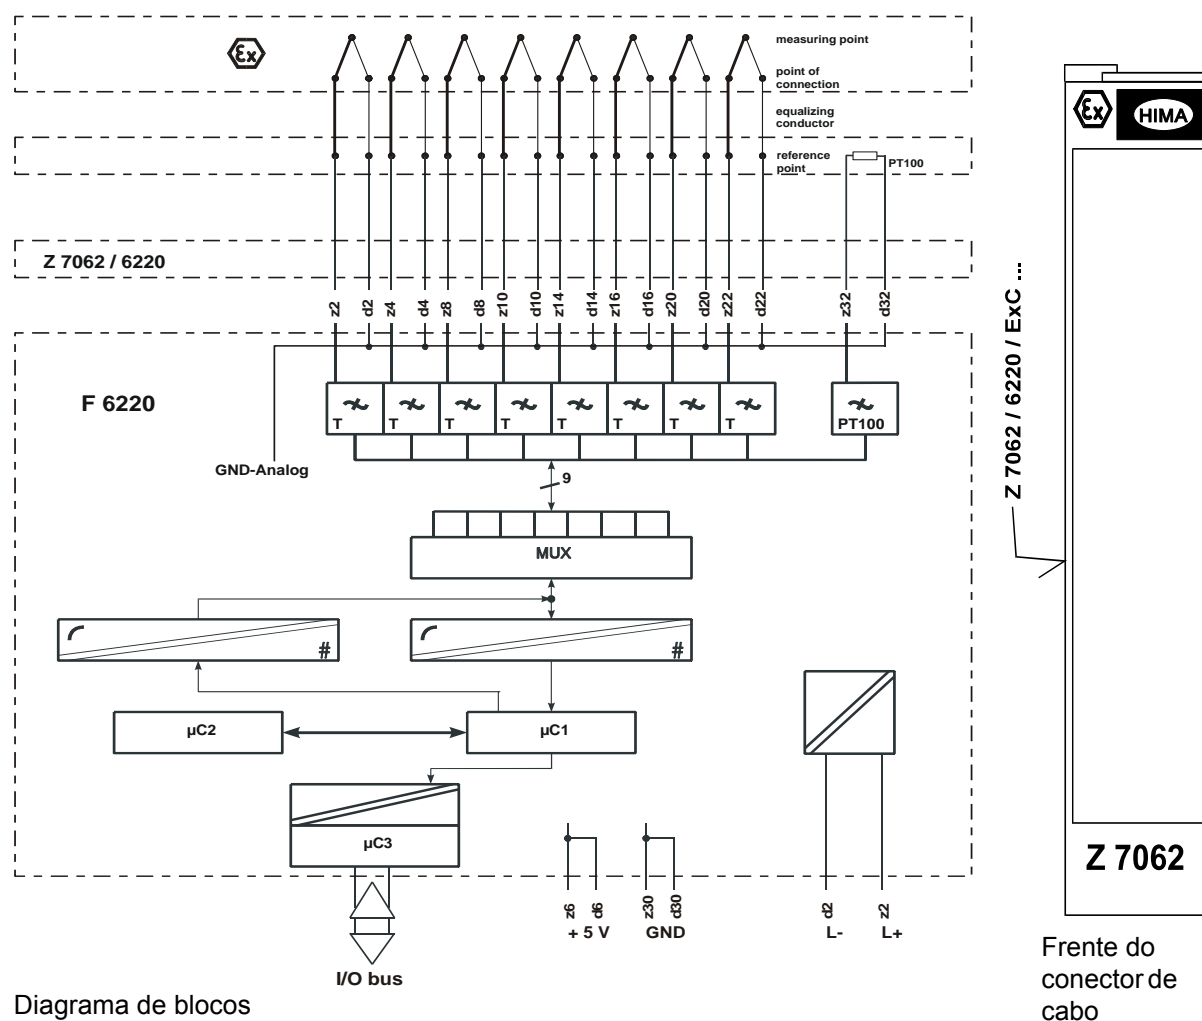 Ex
measuring point
point of
connection
equalizing
conductor
reference
point
PT100
Z 7062 / 6220
z2 d2 z4 d4 z8 d8 z10 d10 z14 d14 z16 d16 z20 d20 z22 d22 z32 d32
F 6220
T T T T T T T T PT100
GND-Analog
9
MUX
# #
µC2 µC1
µC3
z6 d6 z30 d30 d2 z2
+ 5 V GND L- L+
I/O bus
Diagrama de blocos
Ex HIMA
Z 7062 / 6220 / ExC ...
Z 7062
Frente do
conector de
cabo